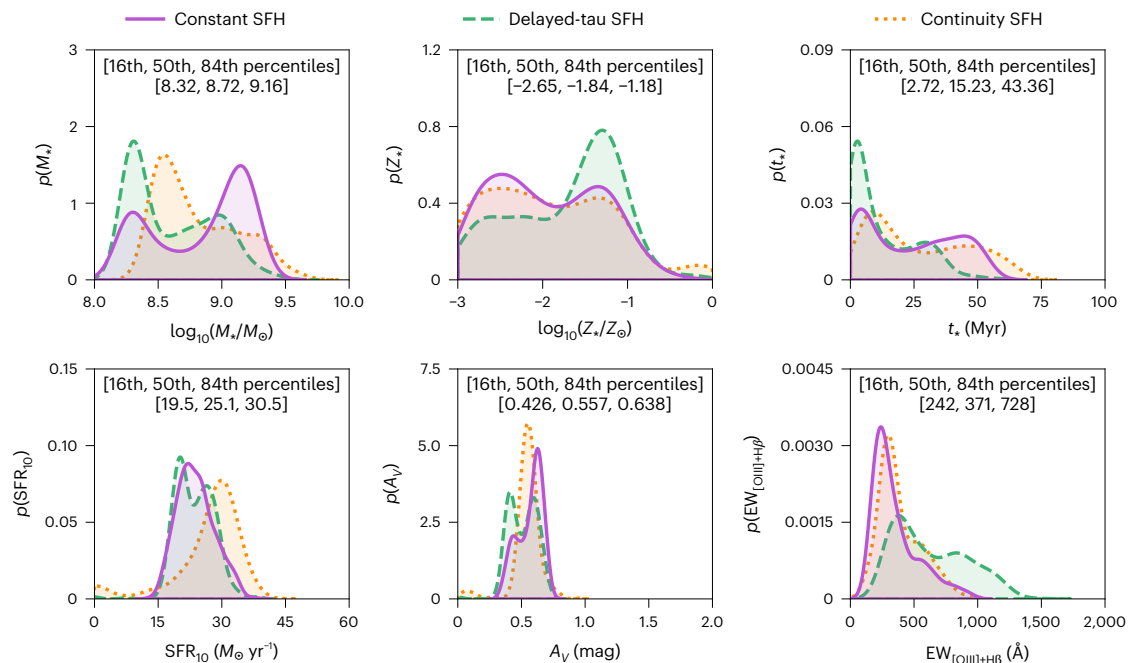 Constant SFH Delayed-tau SFH Continuity SFH
[16th, 50th, 84th percentiles]
[8.32, 8.72, 9.16]
p(M*)
3
2
1
0
8.0 8.5 9.0 9.5 10.0
log10(M*/M⊙)
[16th, 50th, 84th percentiles]
[−2.65, −1.84, −1.18]
p(Z*)
1.2
0.8
0.4
0
−3 −2 −1 0
log10(Z*/Z⊙)
[16th, 50th, 84th percentiles]
[2.72, 15.23, 43.36]
p(t*)
0.09
0.06
0.03
0
0 25 50 75 100
t* (Myr)
[16th, 50th, 84th percentiles]
[19.5, 25.1, 30.5]
p(SFR10)
0.15
0.10
0.05
0
0 15 30 45 60
SFR10 (M⊙ yr⁻¹)
[16th, 50th, 84th percentiles]
[0.426, 0.557, 0.638]
p(AV)
7.5
5.0
2.5
0
0 0.5 1.0 1.5 2.0
AV (mag)
[16th, 50th, 84th percentiles]
[242, 371, 728]
p(EW[OIII]+Hβ)
0.0045
0.0030
0.0015
0
0 500 1,000 1,500 2,000
EW[OIII]+Hβ (Å)